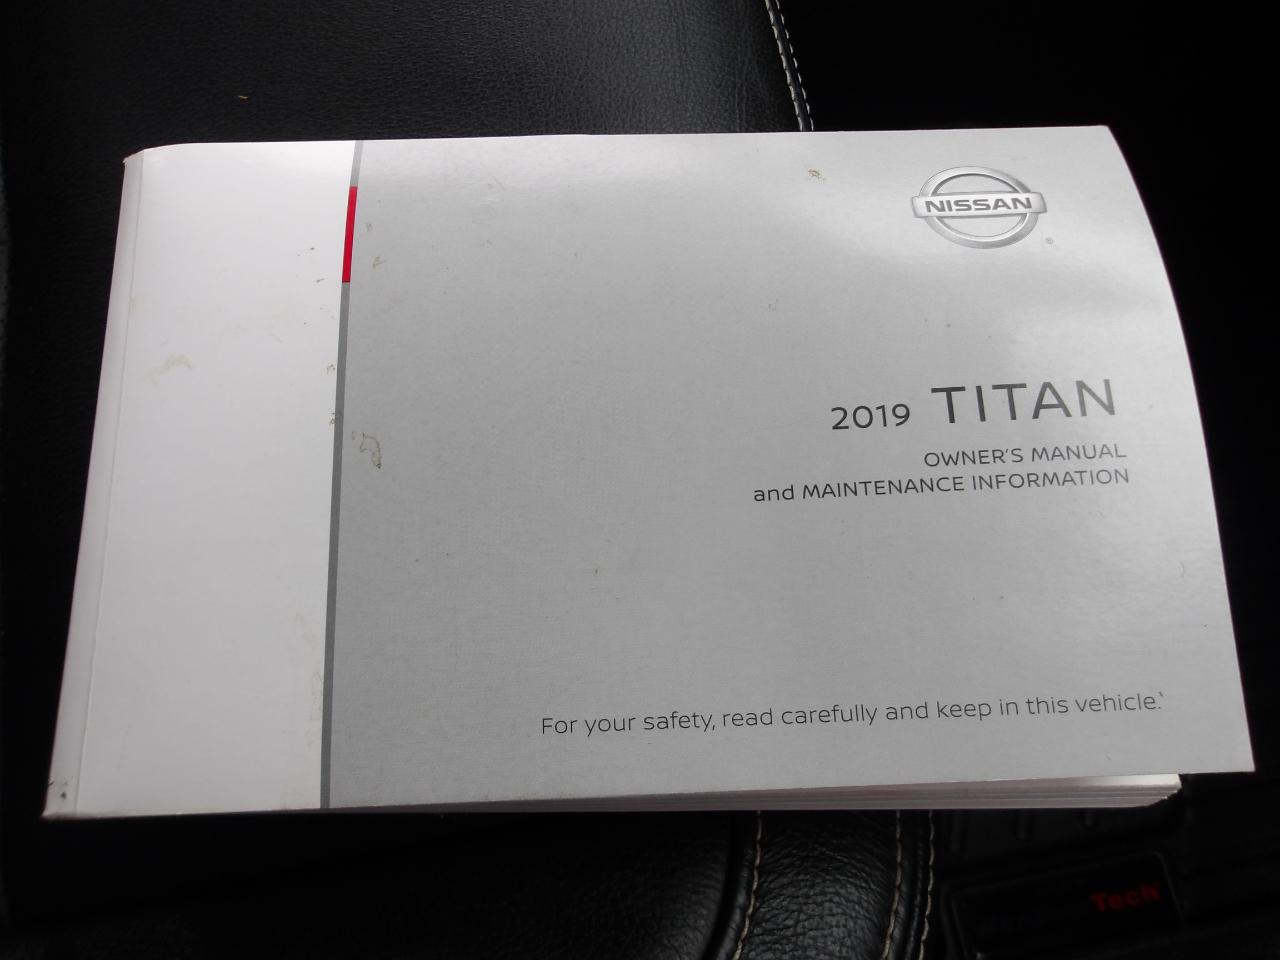 NISSAN
®
2019 TITAN
OWNER'S MANUAL
and MAINTENANCE INFORMATION
For your safety, read carefully and keep in this vehicle.
Tech